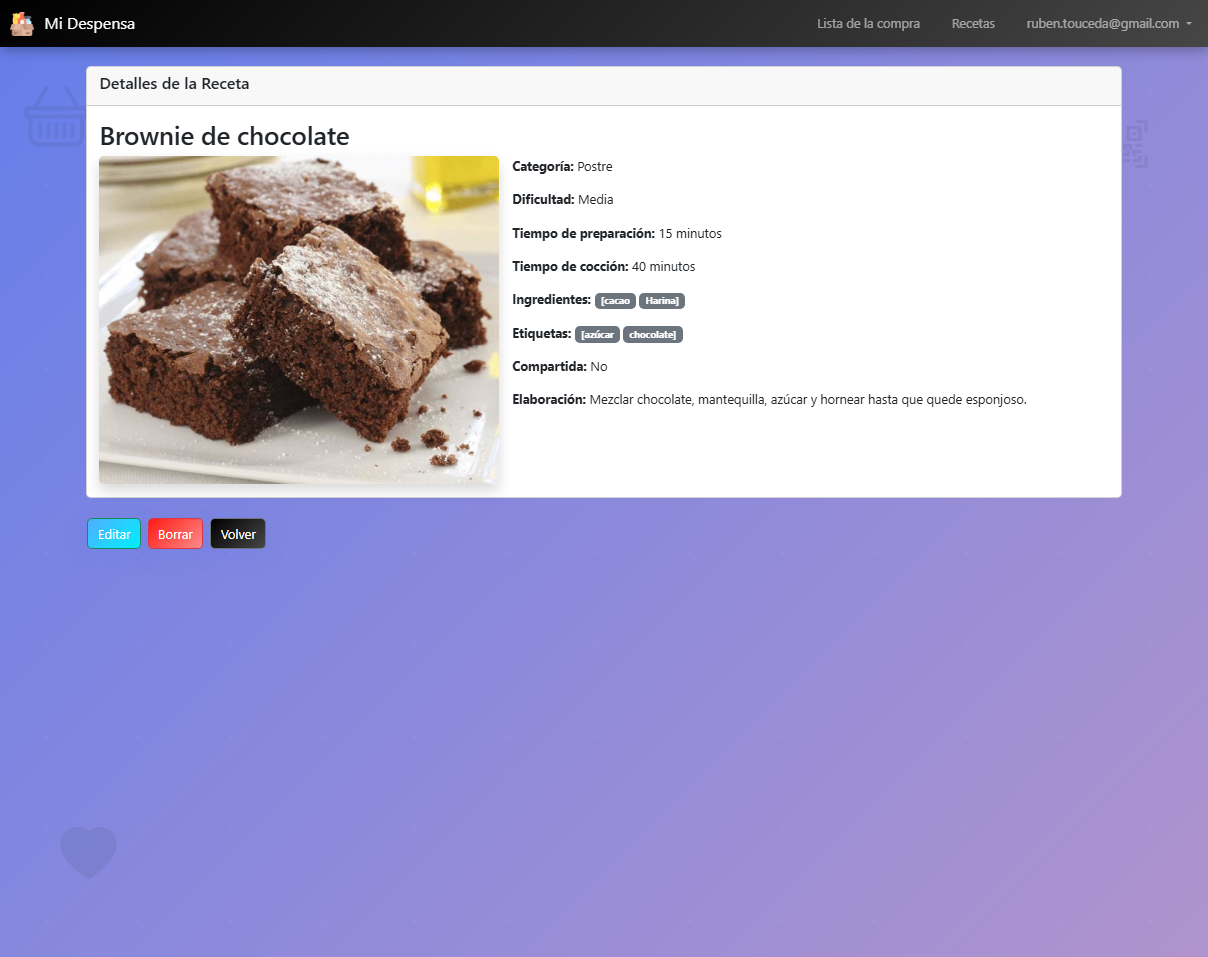 Mi Despensa
Lista de la compra
Recetas
ruben.touceda@gmail.com
Detalles de la Receta
Brownie de chocolate
Categoría: Postre
Dificultad: Media
Tiempo de preparación: 15 minutos
Tiempo de cocción: 40 minutos
Ingredientes: [cacao Harina]
Etiquetas: [azúcar chocolate]
Compartida: No
Elaboración: Mezclar chocolate, mantequilla, azúcar y hornear hasta que quede esponjoso.
Editar
Borrar
Volver